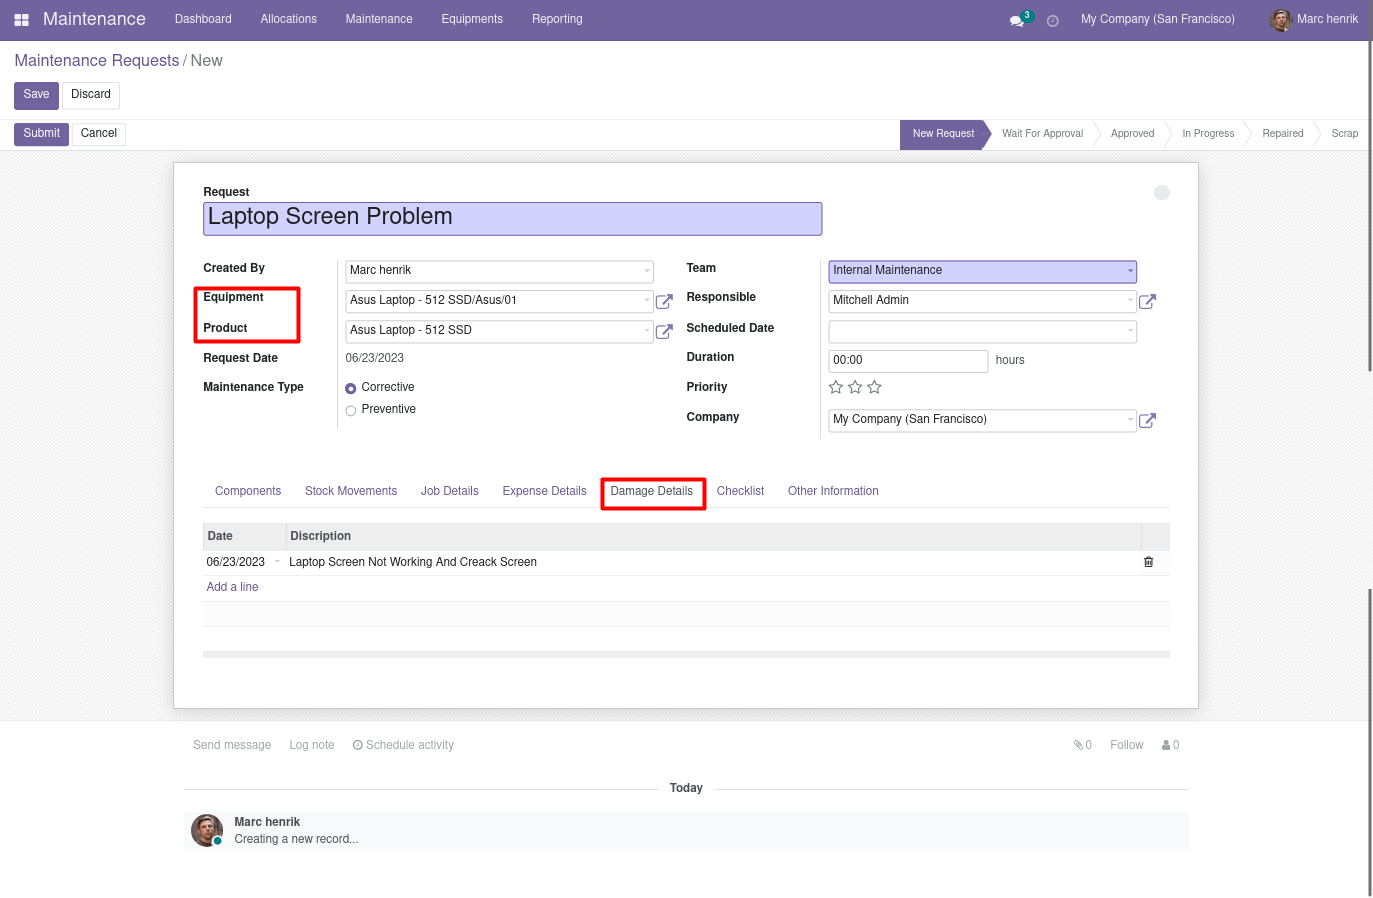 Maintenance Dashboard Allocations Maintenance Equipments Reporting 3 My Company (San Francisco) Marc henrik
Maintenance Requests / New
Save Discard
Submit Cancel New Request Wait For Approval Approved In Progress Repaired Scrap
Request
Laptop Screen Problem
Created By Marc henrik Team Internal Maintenance
Equipment Asus Laptop - 512 SSD/Asus/01 Responsible Mitchell Admin
Product Asus Laptop - 512 SSD Scheduled Date
Request Date 06/23/2023 Duration 00:00 hours
Maintenance Type Corrective Priority
Preventive
Company My Company (San Francisco)
Components Stock Movements Job Details Expense Details Damage Details Checklist Other Information
Date Discription
06/23/2023 Laptop Screen Not Working And Creack Screen
Add a line
Send message Log note Schedule activity 0 Follow 0
Today
Marc henrik
Creating a new record...